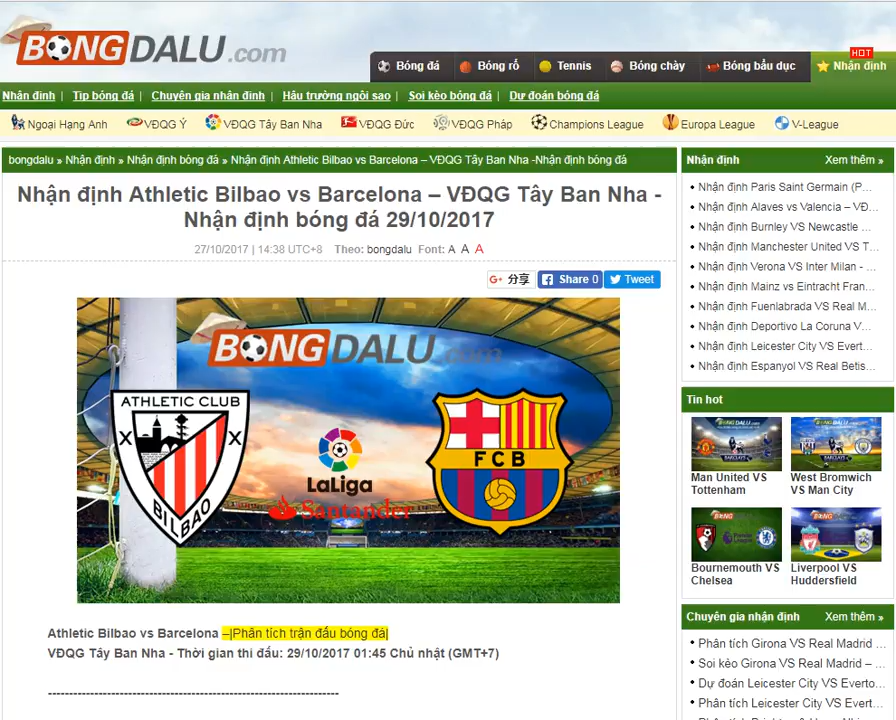 BONGDALU.com
HOT
Bóng đá
Bóng rổ
Tennis
Bóng chày
Bóng bầu dục
Nhận định
Nhận định | Tip bóng đá | Chuyên gia nhận định | Hậu trường ngôi sao | Soi kèo bóng đá | Dự đoán bóng đá
Ngoại Hạng Anh
VĐQG Ý
VĐQG Tây Ban Nha
VĐQG Đức
VĐQG Pháp
Champions League
Europa League
V-League
bongdalu » Nhận định » Nhận định bóng đá » Nhận định Athletic Bilbao vs Barcelona – VĐQG Tây Ban Nha -Nhận định bóng đá
Nhận định Athletic Bilbao vs Barcelona – VĐQG Tây Ban Nha -
Nhận định bóng đá 29/10/2017
27/10/2017 | 14:38 UTC+8 Theo: bongdalu Font: A A A
G+ 分享
Share 0
Tweet
BONGDALU.com
ATHLETIC CLUB
BILBAO
LaLiga
Santander
FCB
Athletic Bilbao vs Barcelona –|Phân tích trận đấu bóng đá|
VĐQG Tây Ban Nha - Thời gian thi đấu: 29/10/2017 01:45 Chủ nhật (GMT+7)
--------------------------------------------------------------------
Nhận định Xem thêm »
Nhận định Paris Saint Germain (P...
Nhận định Alaves vs Valencia – VĐ...
Nhận định Burnley VS Newcastle ...
Nhận định Manchester United VS T...
Nhận định Verona VS Inter Milan - ...
Nhận định Mainz vs Eintracht Fran...
Nhận định Fuenlabrada VS Real M...
Nhận định Deportivo La Coruna V...
Nhận định Leicester City VS Evert...
Nhận định Espanyol VS Real Betis...
Tin hot
Man United VS
Tottenham
West Bromwich
VS Man City
Bournemouth VS
Chelsea
Liverpool VS
Huddersfield
Chuyên gia nhận định Xem thêm »
Phân tích Girona VS Real Madrid ...
Soi kèo Girona VS Real Madrid – ...
Dự đoán Leicester City VS Everto...
Phân tích Leicester City VS Evert...